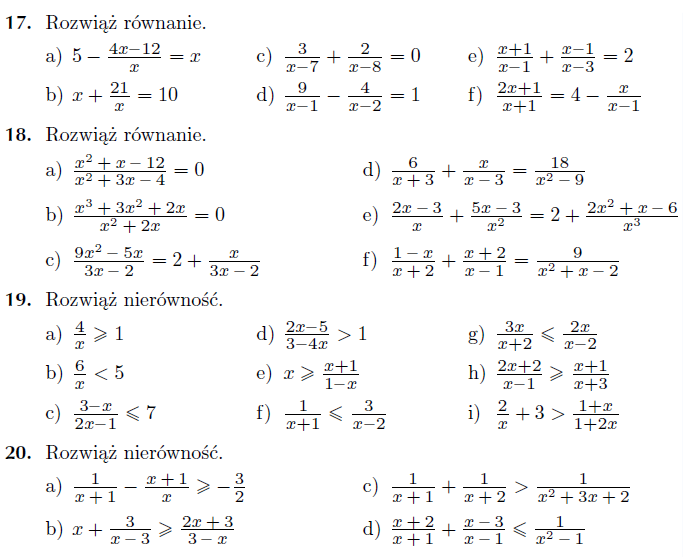 17. Rozwiąż równanie.
a) 5 − \frac{4x−12}{x} = x c) \frac{3}{x−7} + \frac{2}{x−8} = 0 e) \frac{x+1}{x−1} + \frac{x−1}{x−3} = 2
b) x + \frac{21}{x} = 10 d) \frac{9}{x−1} − \frac{4}{x−2} = 1 f) \frac{2x+1}{x+1} = 4 − \frac{x}{x−1}
18. Rozwiąż równanie.
a) \frac{x^2 + x − 12}{x^2 + 3x − 4} = 0 d) \frac{6}{x + 3} + \frac{x}{x − 3} = \frac{18}{x^2 − 9}
b) \frac{x^3 + 3x^2 + 2x}{x^2 + 2x} = 0 e) \frac{2x − 3}{x} + \frac{5x − 3}{x^2} = 2 + \frac{2x^2 + x − 6}{x^3}
c) \frac{9x^2 − 5x}{3x − 2} = 2 + \frac{x}{3x − 2} f) \frac{1 − x}{x + 2} + \frac{x + 2}{x − 1} = \frac{9}{x^2 + x − 2}
19. Rozwiąż nierówność.
a) \frac{4}{x} ⩾ 1 d) \frac{2x−5}{3−4x} > 1 g) \frac{3x}{x+2} ⩽ \frac{2x}{x−2}
b) \frac{6}{x} < 5 e) x ⩾ \frac{x+1}{1−x} h) \frac{2x+2}{x−1} ⩾ \frac{x+1}{x+3}
c) \frac{3−x}{2x−1} ⩽ 7 f) \frac{1}{x+1} ⩽ \frac{3}{x−2} i) \frac{2}{x} + 3 > \frac{1+x}{1+2x}
20. Rozwiąż nierówność.
a) \frac{1}{x + 1} − \frac{x + 1}{x} ⩾ −\frac{3}{2} c) \frac{1}{x + 1} + \frac{1}{x + 2} > \frac{1}{x^2 + 3x + 2}
b) x + \frac{3}{x − 3} ⩾ \frac{2x + 3}{3 − x} d) \frac{x + 2}{x + 1} + \frac{x − 3}{x − 1} ⩽ \frac{1}{x^2 − 1}